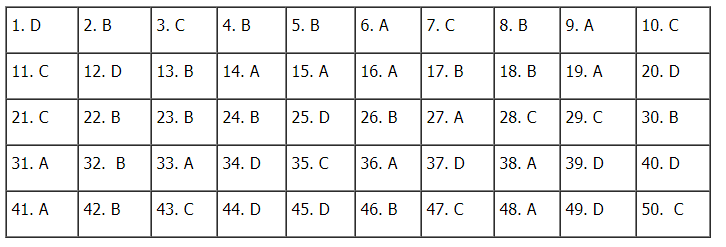 1. D 2. B 3. C 4. B 5. B 6. A 7. C 8. B 9. A 10. C
11. C 12. D 13. B 14. A 15. A 16. A 17. B 18. B 19. A 20. D
21. C 22. B 23. B 24. B 25. D 26. B 27. A 28. C 29. C 30. B
31. A 32. B 33. A 34. D 35. C 36. A 37. D 38. A 39. D 40. D
41. A 42. B 43. C 44. D 45. D 46. B 47. C 48. A 49. D 50. C